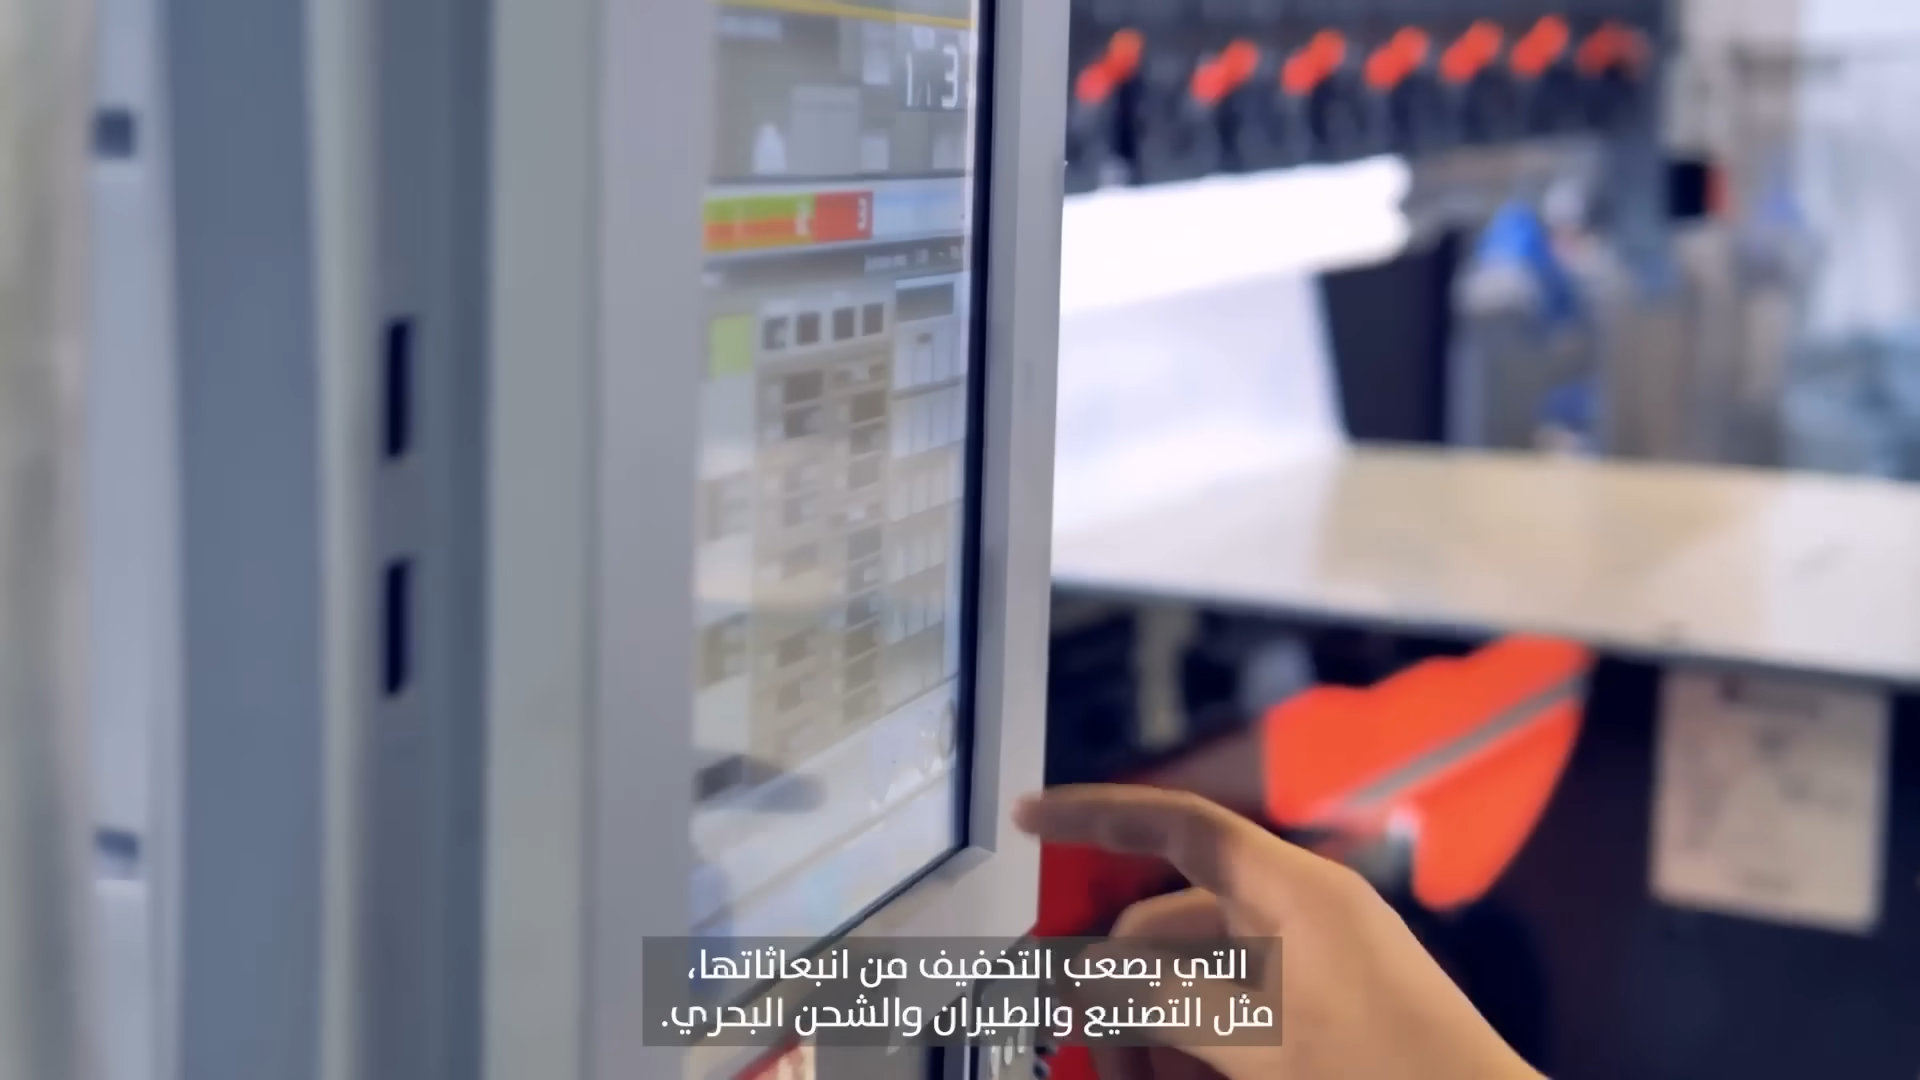 التي يصعب التخفيف من انبعاثاتها،
مثل التصنيع والطيران والشحن البحري.